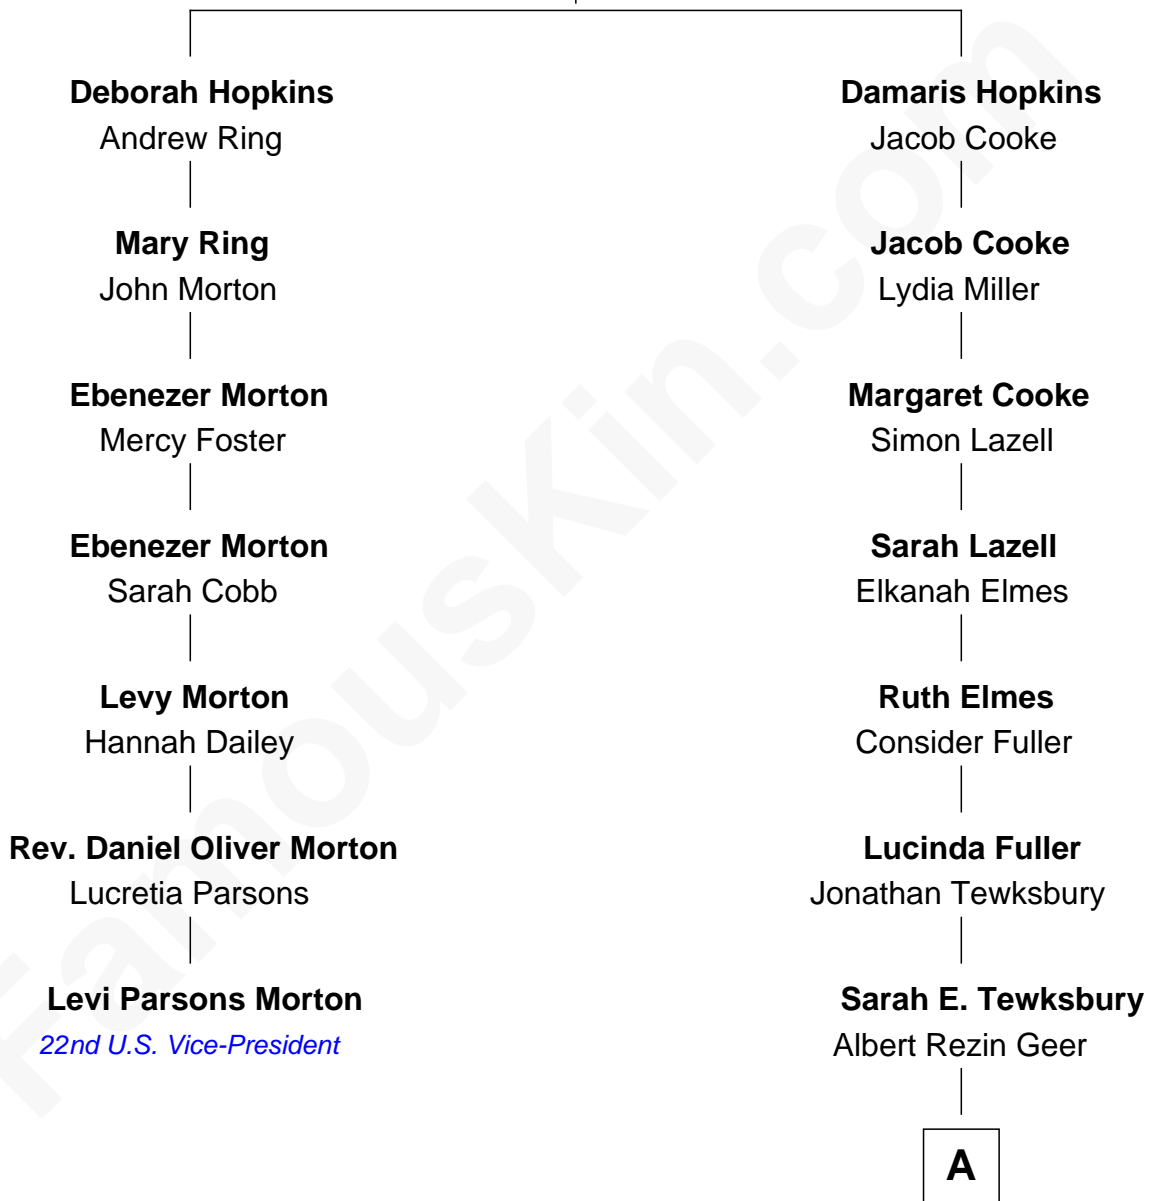 Deborah Hopkins
Andrew Ring
Mary Ring
John Morton
Ebenezer Morton
Mercy Foster
Ebenezer Morton
Sarah Cobb
Levy Morton
Hannah Dailey
Rev. Daniel Oliver Morton
Lucretia Parsons
Levi Parsons Morton
22nd U.S. Vice-President
Damaris Hopkins
Jacob Cooke
Jacob Cooke
Lydia Miller
Margaret Cooke
Simon Lazell
Sarah Lazell
Elkanah Elmes
Ruth Elmes
Consider Fuller
Lucinda Fuller
Jonathan Tewksbury
Sarah E. Tewksbury
Albert Rezin Geer
A
FamousKin.com